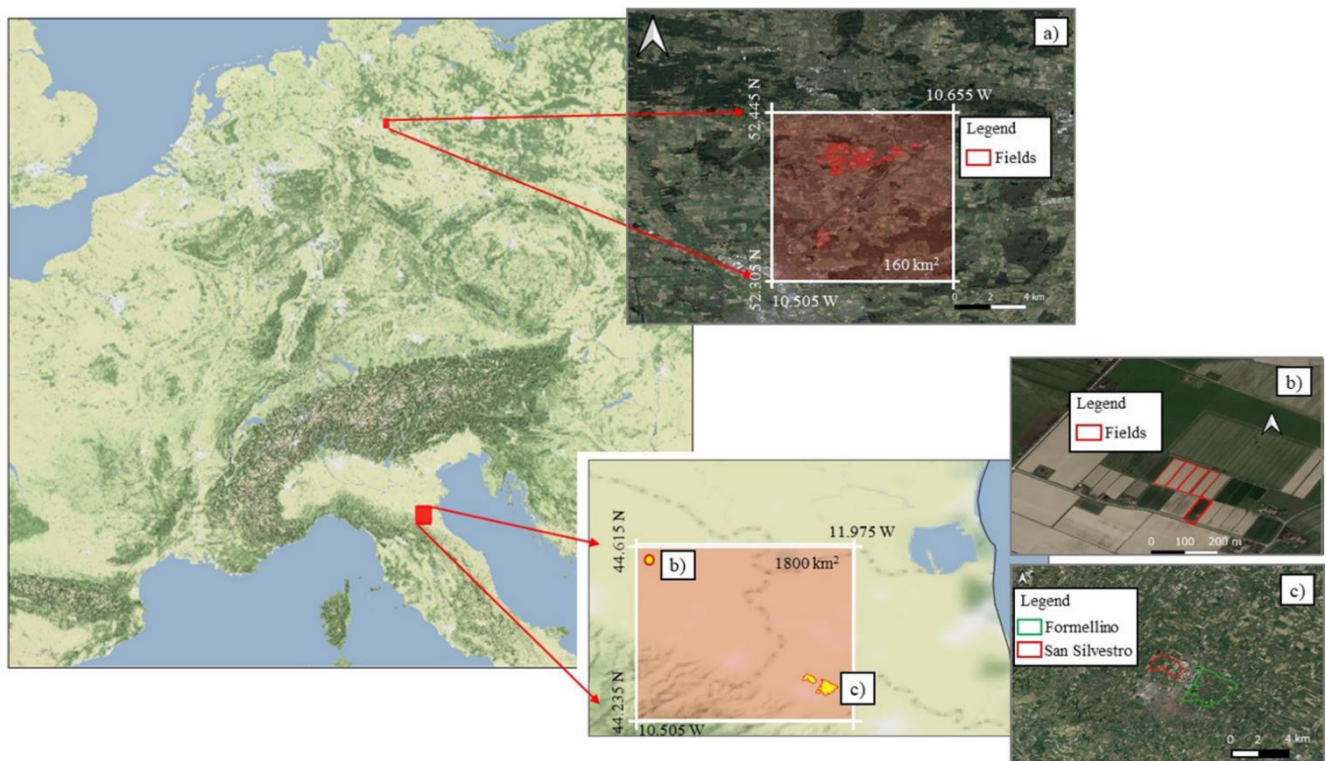 a)
52.445 N
10.655 W
Legend
Fields
160 km²
52.305 N
10.505 W
0 2 4 km
b)
Legend
Fields
0 100 200 m
44.615 N
11.975 W
b)
1800 km²
c)
44.235 N
10.505 W
c)
Legend
Formellino
San Silvestro
0 2 4 km